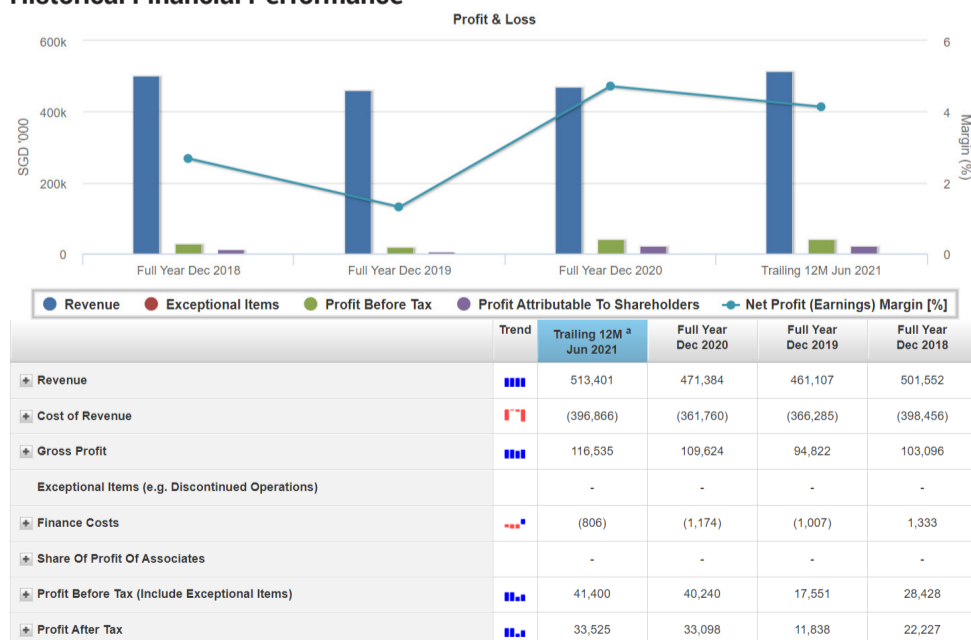 Historical Financial Performance
Profit & Loss
600k
400k
200k
0
SGD '000
6
4
2
0
Margin (%)
Full Year Dec 2018 Full Year Dec 2019 Full Year Dec 2020 Trailing 12M Jun 2021
Revenue Exceptional Items Profit Before Tax Profit Attributable To Shareholders Net Profit (Earnings) Margin [%]
Trend Trailing 12M a Jun 2021 Full Year Dec 2020 Full Year Dec 2019 Full Year Dec 2018
Revenue 513,401 471,384 461,107 501,552
Cost of Revenue (396,866) (361,760) (366,285) (398,456)
Gross Profit 116,535 109,624 94,822 103,096
Exceptional Items (e.g. Discontinued Operations) - - - -
Finance Costs (806) (1,174) (1,007) 1,333
Share Of Profit Of Associates - - - -
Profit Before Tax (Include Exceptional Items) 41,400 40,240 17,551 28,428
Profit After Tax 33,525 33,098 11,838 22,227